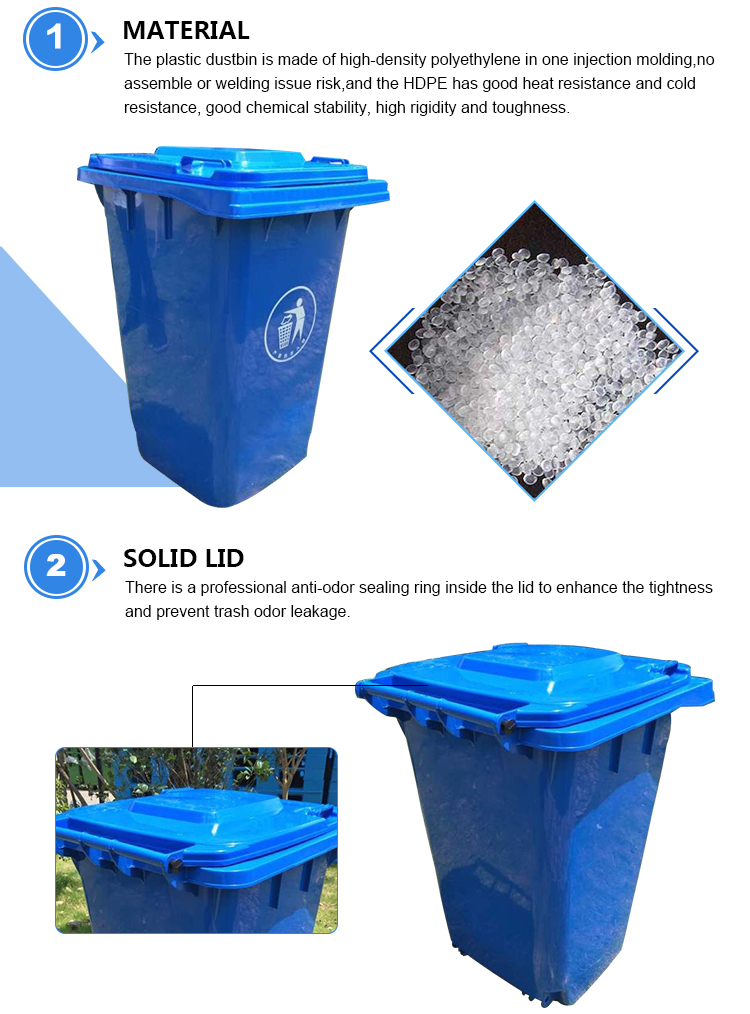 1
MATERIAL
The plastic dustbin is made of high-density polyethylene in one injection molding,no
assemble or welding issue risk,and the HDPE has good heat resistance and cold
resistance, good chemical stability, high rigidity and toughness.
2
SOLID LID
There is a professional anti-odor sealing ring inside the lid to enhance the tightness
and prevent trash odor leakage.